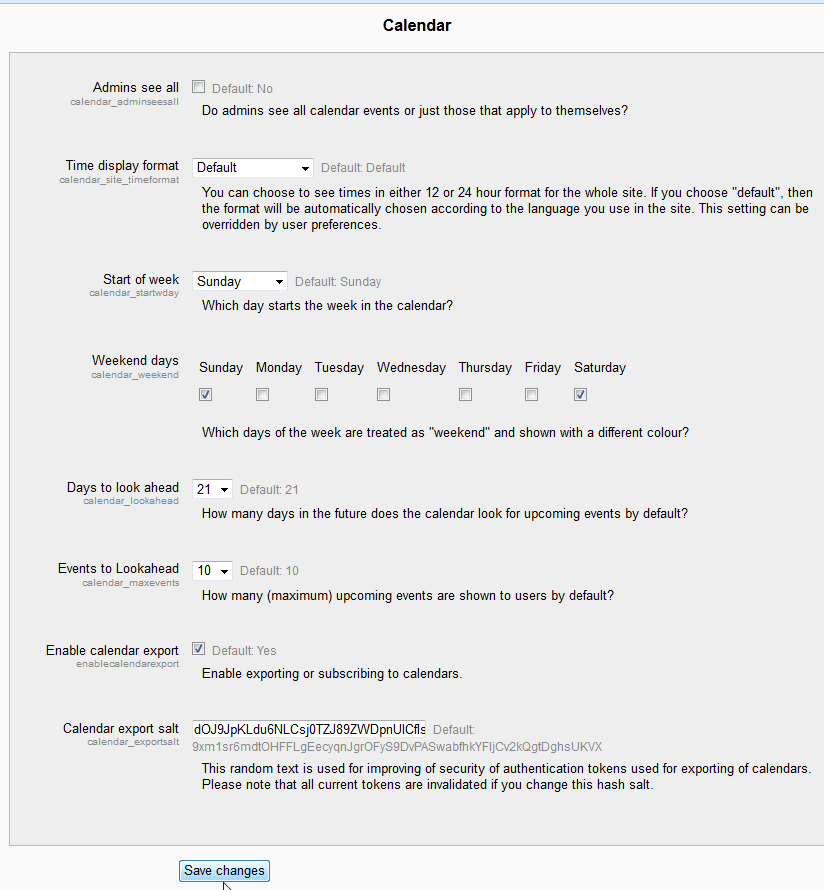 Calendar
Admins see all Default: No
calendar_adminseesall
Do admins see all calendar events or just those that apply to themselves?
Time display format Default Default: Default
calendar_site_timeformat
You can choose to see times in either 12 or 24 hour format for the whole site. If you choose "default", then
the format will be automatically chosen according to the language you use in the site. This setting can be
overridden by user preferences.
Start of week Sunday Default: Sunday
calendar_startwday
Which day starts the week in the calendar?
Weekend days
calendar_weekend
Sunday Monday Tuesday Wednesday Thursday Friday Saturday
Which days of the week are treated as "weekend" and shown with a different colour?
Days to look ahead 21 Default: 21
calendar_lookahead
How many days in the future does the calendar look for upcoming events by default?
Events to Lookahead 10 Default: 10
calendar_maxevents
How many (maximum) upcoming events are shown to users by default?
Enable calendar export Default: Yes
enablecalendarexport
Enable exporting or subscribing to calendars.
Calendar export salt Default:
calendar_exportsalt
This random text is used for improving of security of authentication tokens used for exporting of calendars.
Please note that all current tokens are invalidated if you change this hash salt.
Save changes